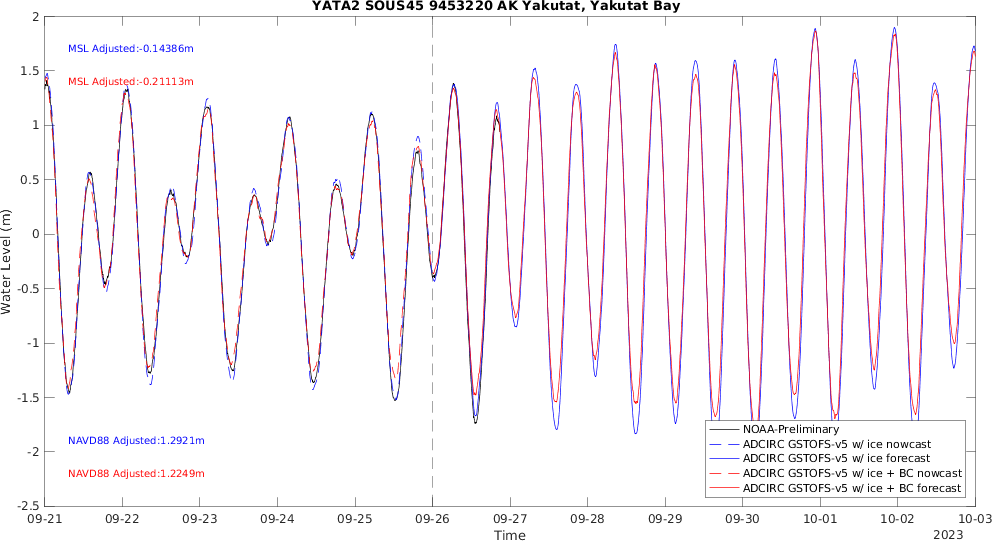 YATA2 SOUS45 9453220 AK Yakutat, Yakutat Bay
MSL Adjusted:-0.14386m
MSL Adjusted:-0.21113m
NAVD88 Adjusted:1.2921m
NAVD88 Adjusted:1.2249m
Water Level (m)
2
1.5
1
0.5
0
-0.5
-1
-1.5
-2
-2.5
NOAA-Preliminary
ADCIRC GSTOFS-v5 w/ ice nowcast
ADCIRC GSTOFS-v5 w/ ice forecast
ADCIRC GSTOFS-v5 w/ ice + BC nowcast
ADCIRC GSTOFS-v5 w/ ice + BC forecast
09-21 09-22 09-23 09-24 09-25 09-26 09-27 09-28 09-29 09-30 10-01 10-02 10-03
Time
2023